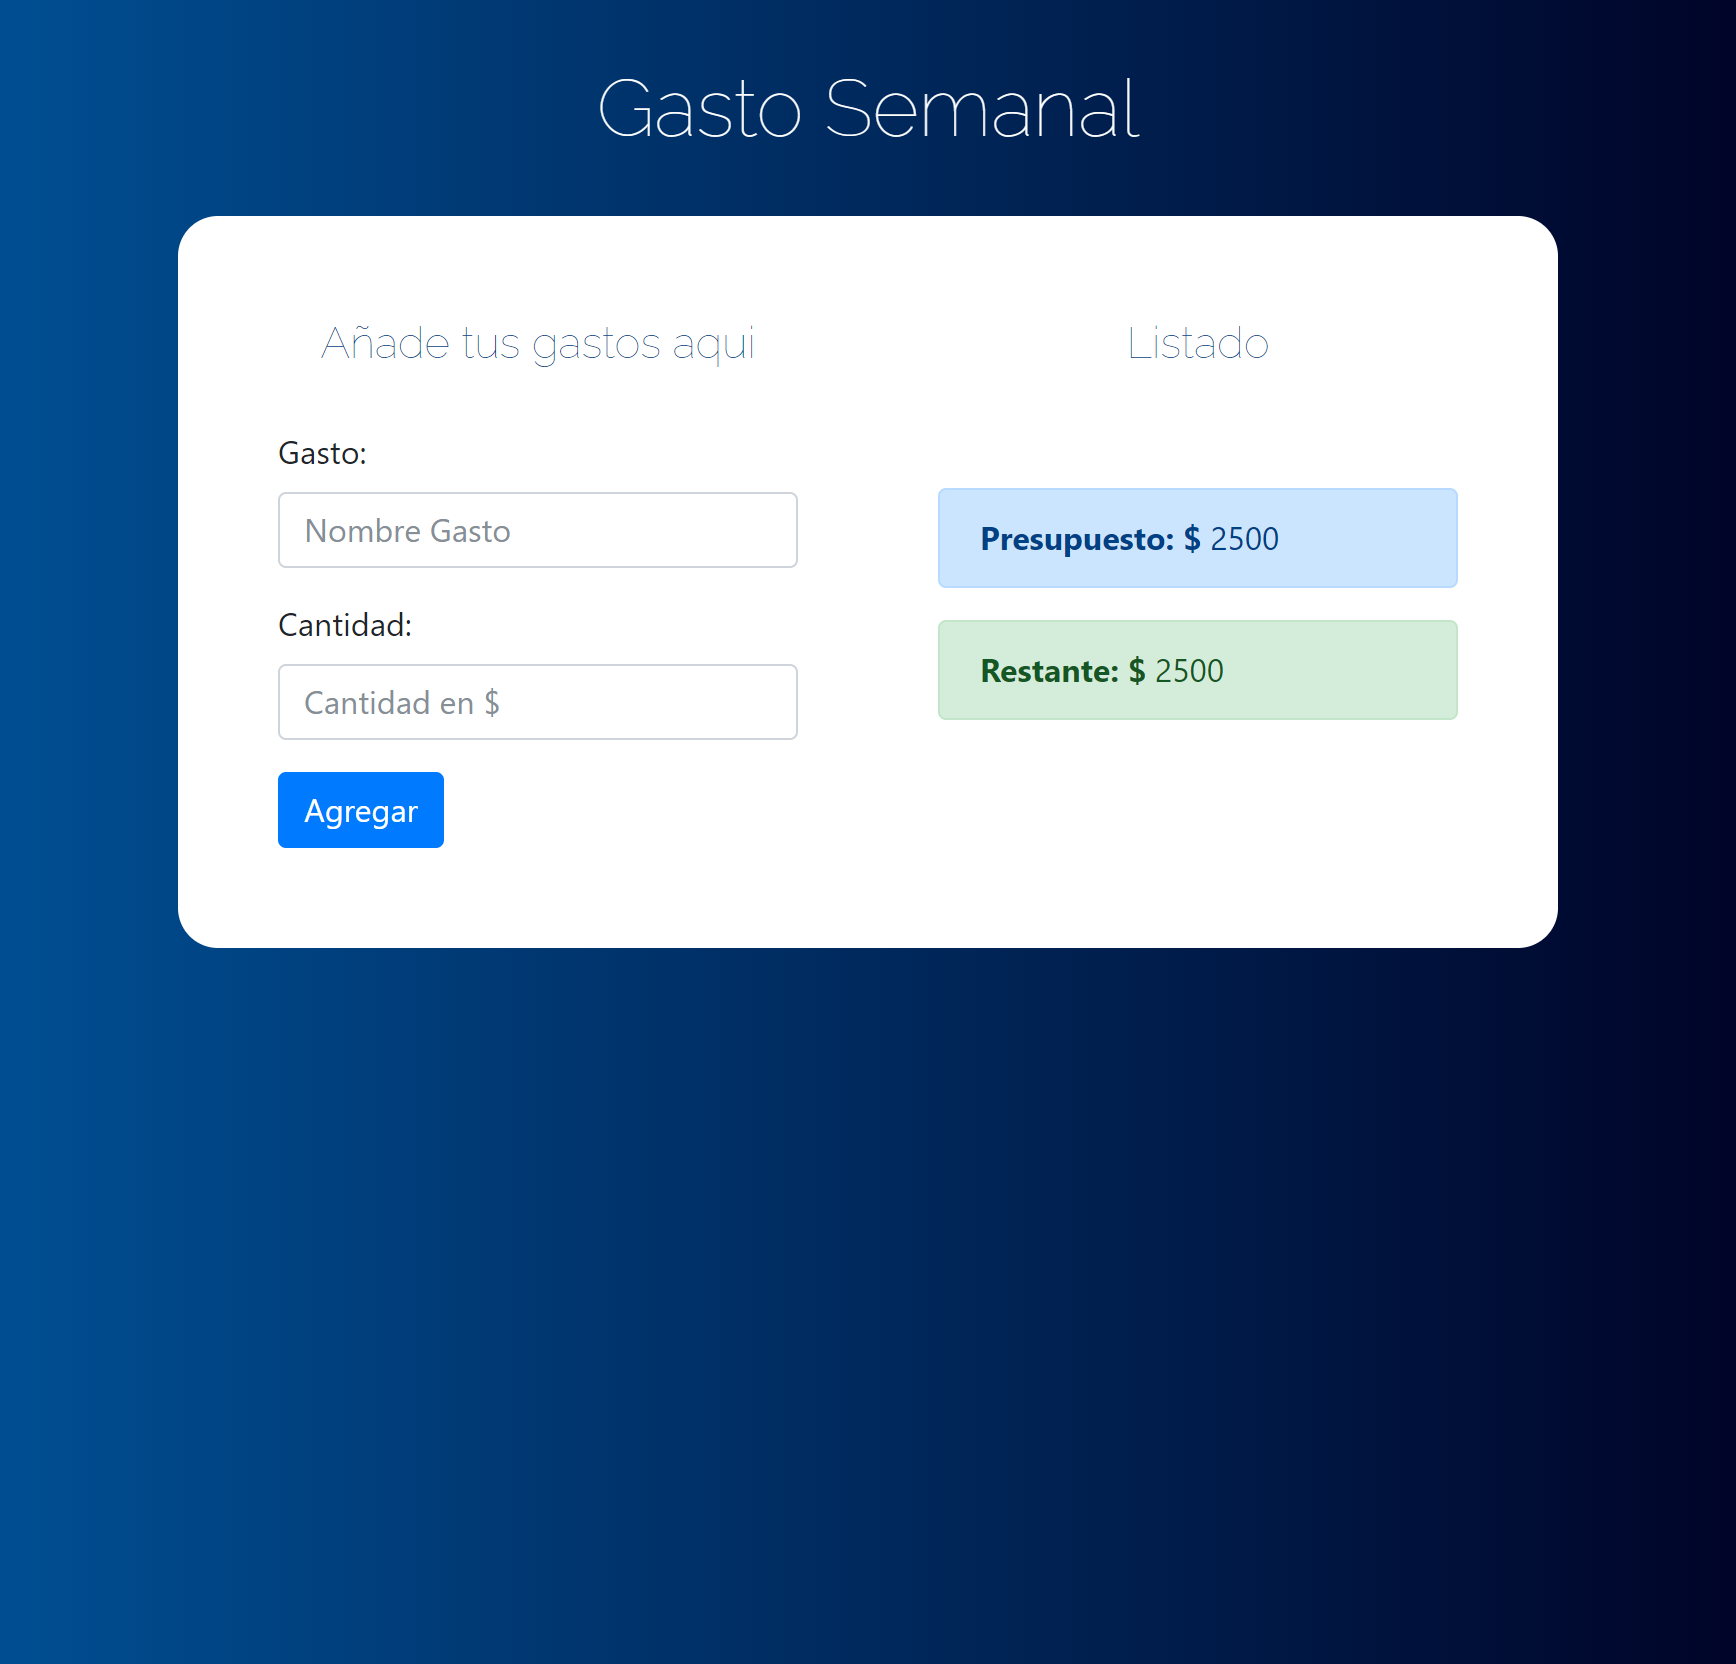 Gasto Semanal
Añade tus gastos aqui
Gasto:
Nombre Gasto
Cantidad:
Cantidad en $
Agregar
Listado
Presupuesto: $ 2500
Restante: $ 2500